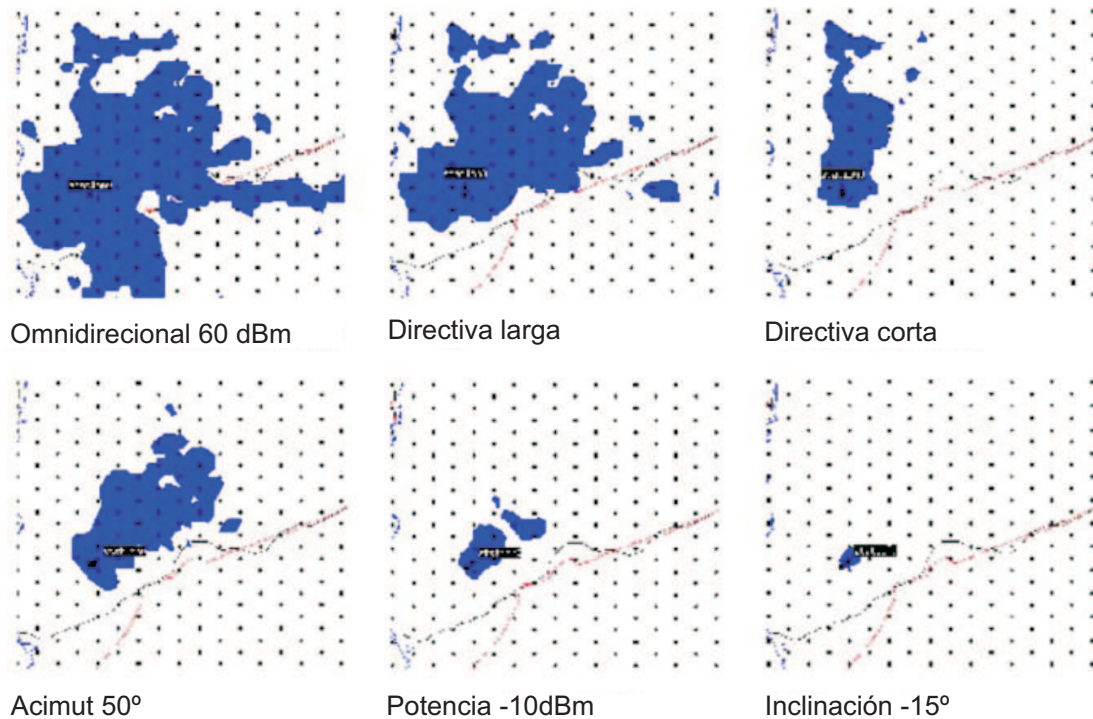 Omnidirecional 60 dBm
Directiva larga
Directiva corta
Acimut 50º
Potencia -10dBm
Inclinación -15º